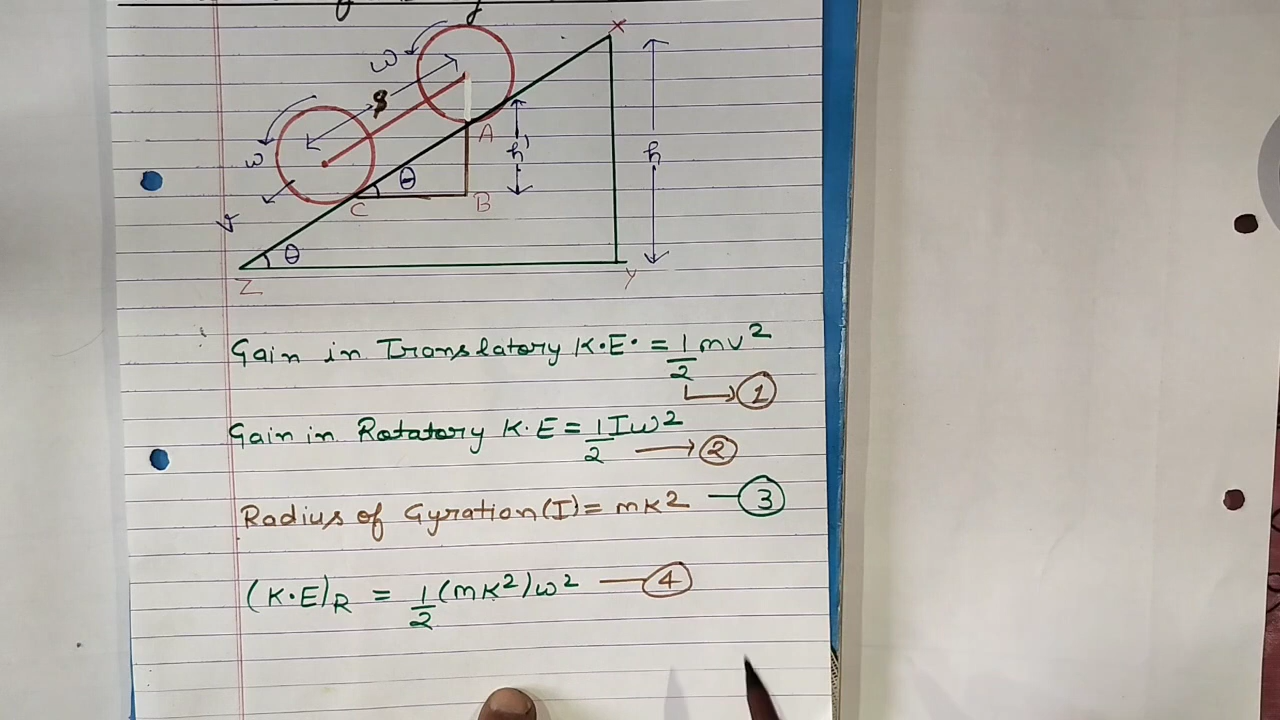 X
ω
s
A
h'
h
ω
θ
C
B
v
θ
Z
Y
Gain in Translatory K.E. = 1/2 mv²
→ 1
Gain in Rotatory K.E = 1/2 Iω² → 2
Radius of Gyration (I) = mK² — 3
(K.E)R = 1/2 (mK²)ω² — 4